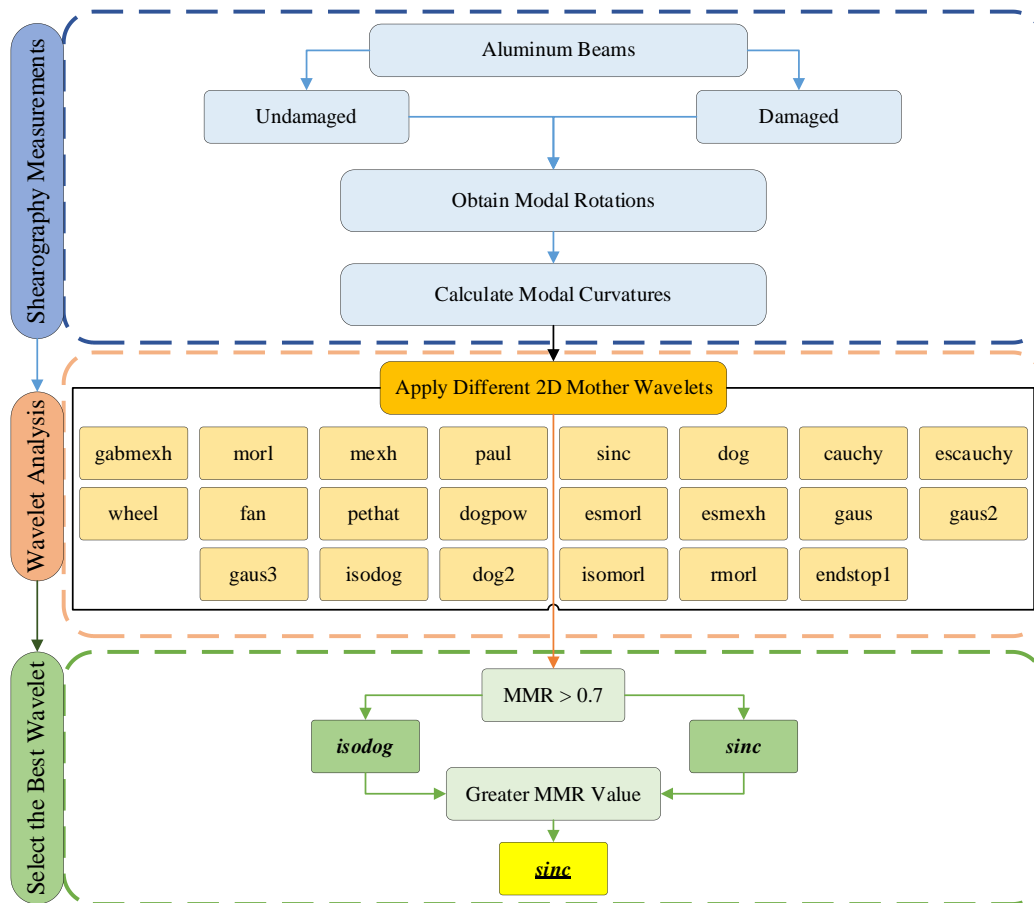 Shearography Measurements
Aluminum Beams
Undamaged
Damaged
Obtain Modal Rotations
Calculate Modal Curvatures
Wavelet Analysis
Apply Different 2D Mother Wavelets
gabmexh
morl
mexh
paul
sinc
dog
cauchy
escauchy
wheel
fan
pethat
dogpow
esmorl
esmexh
gaus
gaus2
gaus3
isodog
dog2
isomorl
rmorl
endstop1
Select the Best Wavelet
MMR > 0.7
isodog
sinc
Greater MMR Value
sinc